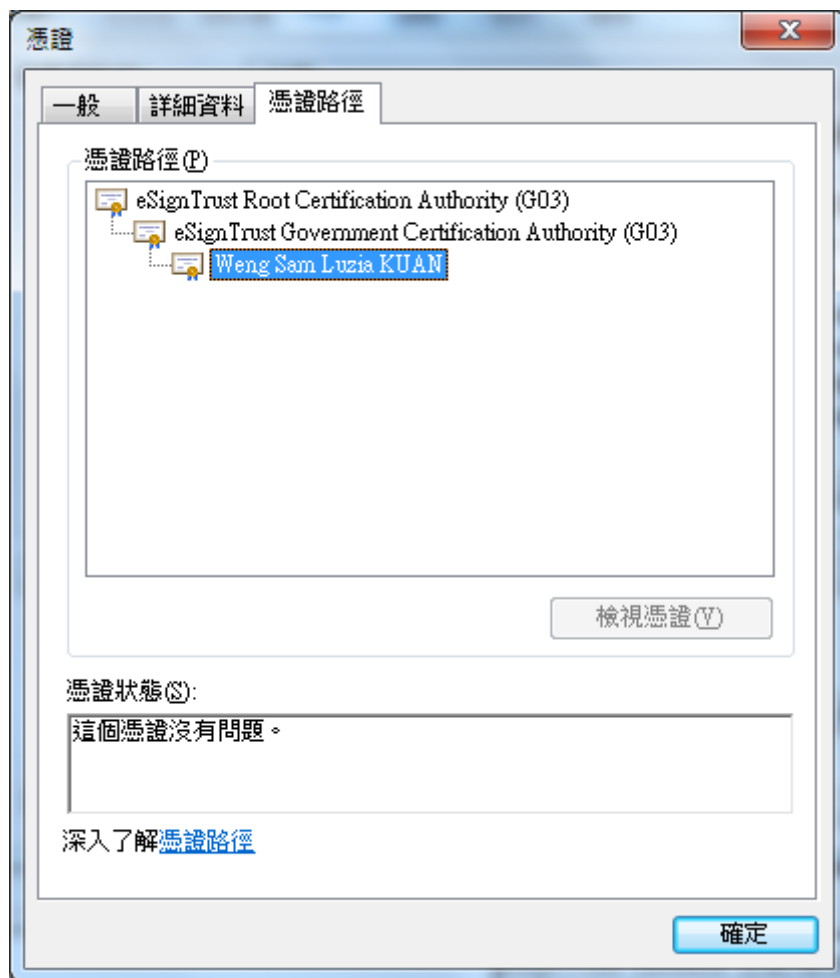 憑證
一般 詳細資料 憑證路徑
憑證路徑(P)
eSignTrust Root Certification Authority (G03)
eSignTrust Government Certification Authority (G03)
Weng Sam Luzia KUAN
檢視憑證(V)
憑證狀態(S):
這個憑證沒有問題。
深入了解憑證路徑
確定